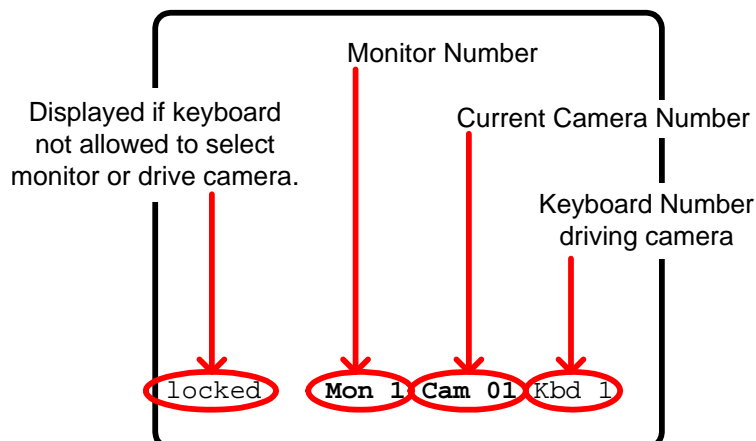 Monitor Number
Displayed if keyboard
not allowed to select
monitor or drive camera.
Current Camera Number
Keyboard Number
driving camera
locked Mon 1 Cam 01 Kbd 1